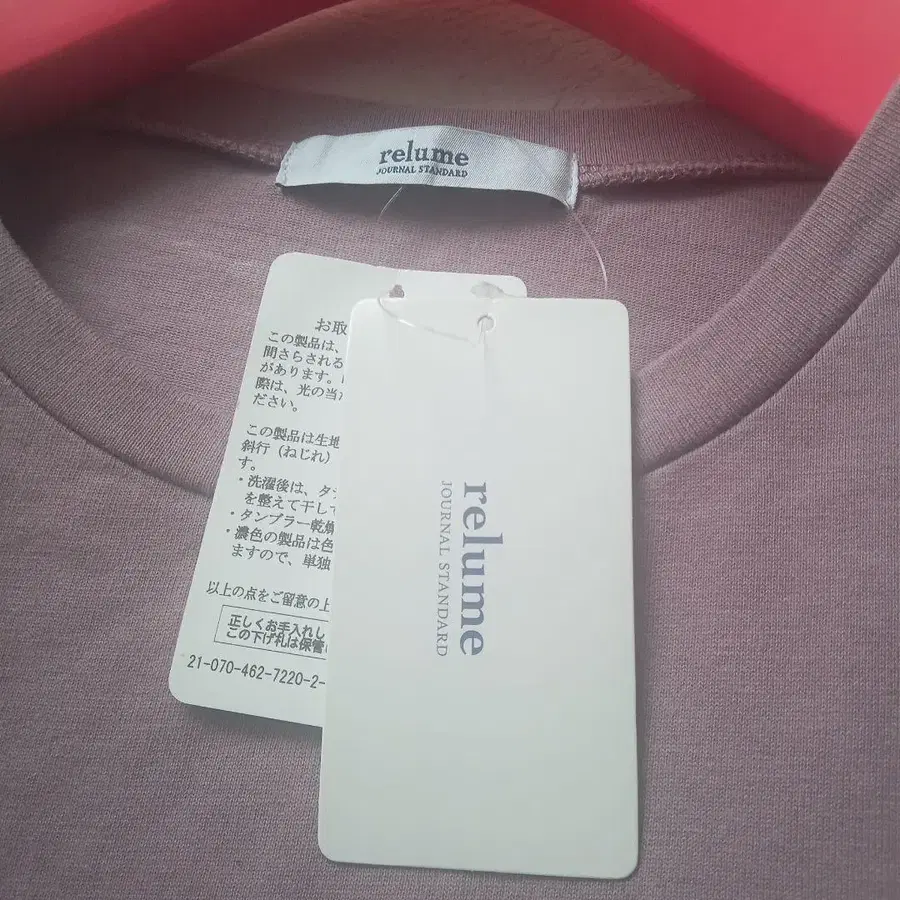 relume
JOURNAL STANDARD
お取
この製品は、
間さらされる
があります。
際は、光の当
ださい。
この製品は生地
斜行（ねじれ）
す。
・洗濯後は、タ
を整えて干して
・タンブラー乾燥
・濃色の製品は色
ますので、単独
以上の点をご留意の上
正しくお手入れし
この下げ札は保管
21-070-462-7220-2-
relume
JOURNAL STANDARD